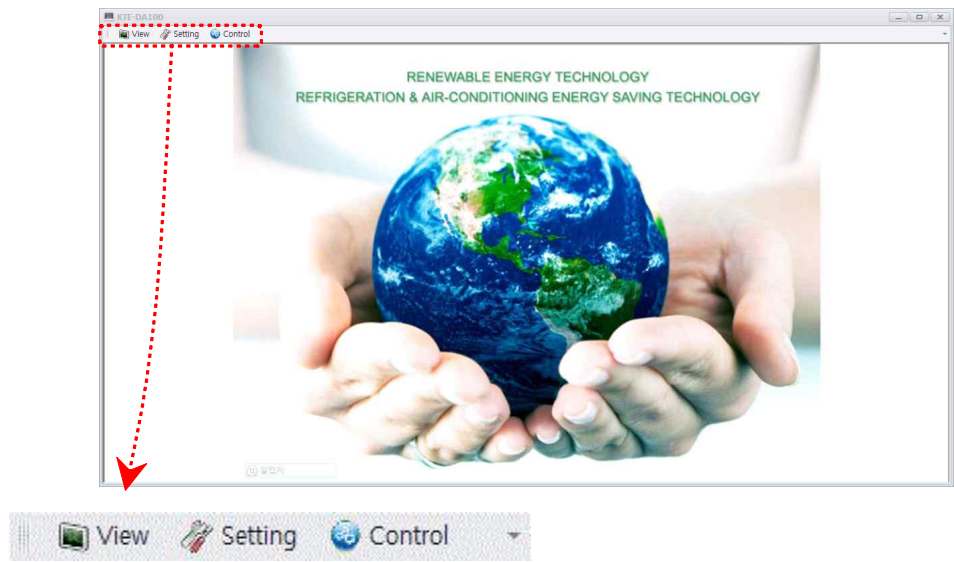 KTE-DA100
View Setting Control
RENEWABLE ENERGY TECHNOLOGY
REFRIGERATION & AIR-CONDITIONING ENERGY SAVING TECHNOLOGY
View Setting Control